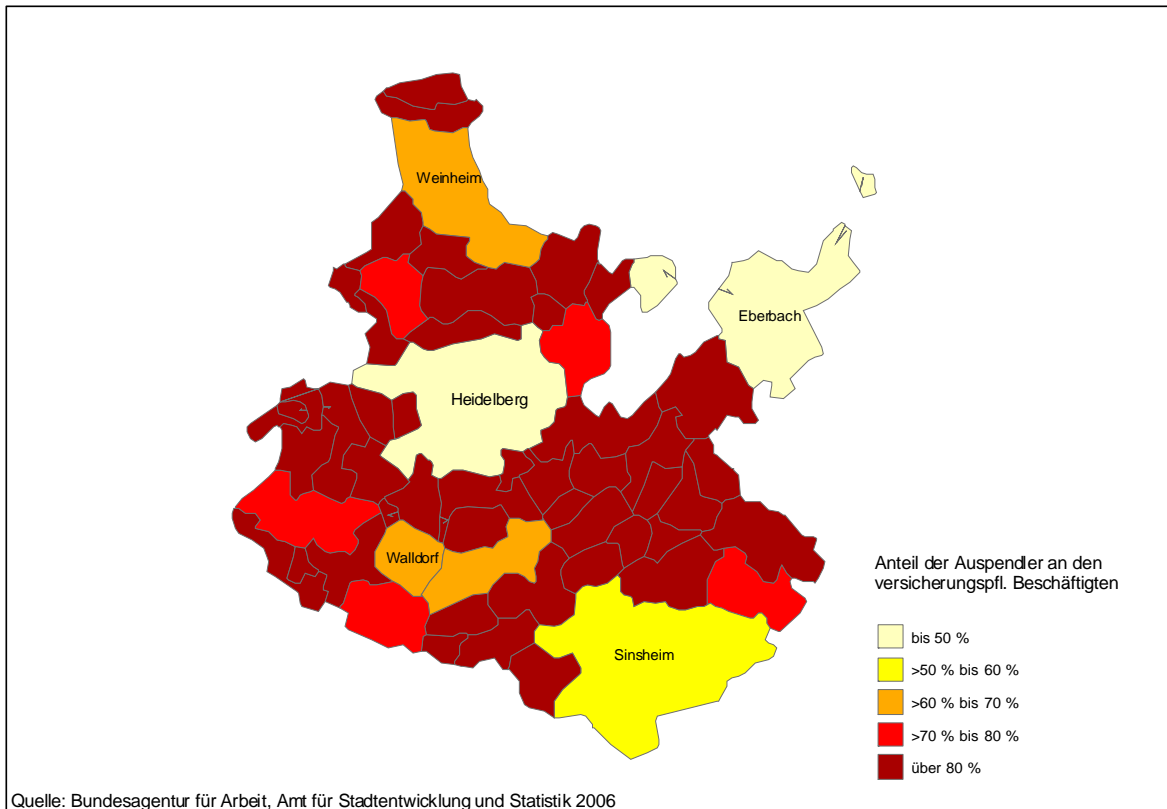 Weinheim
Eberbach
Heidelberg
Walldorf
Sinsheim
Anteil der Auspendler an den
versicherungspfl. Beschäftigten
bis 50 %
>50 % bis 60 %
>60 % bis 70 %
>70 % bis 80 %
über 80 %
Quelle: Bundesagentur für Arbeit, Amt für Stadtentwicklung und Statistik 2006